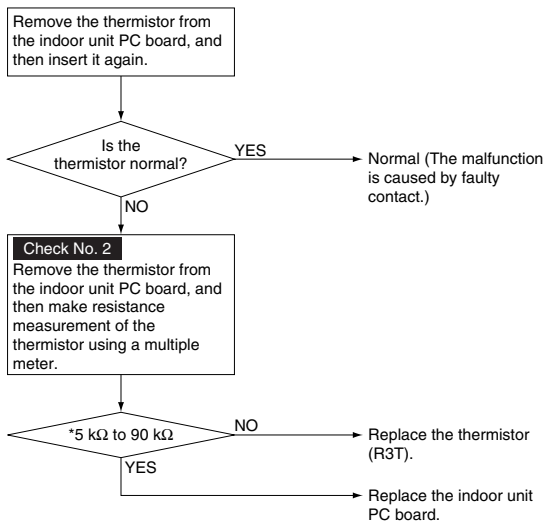 Remove the thermistor from
the indoor unit PC board, and
then insert it again.
Is the
thermistor normal?
YES
Normal (The malfunction
is caused by faulty
contact.)
NO
Check No. 2
Remove the thermistor from
the indoor unit PC board, and
then make resistance
measurement of the
thermistor using a multiple
meter.
*5 kΩ to 90 kΩ
NO
Replace the thermistor
(R3T).
YES
Replace the indoor unit
PC board.